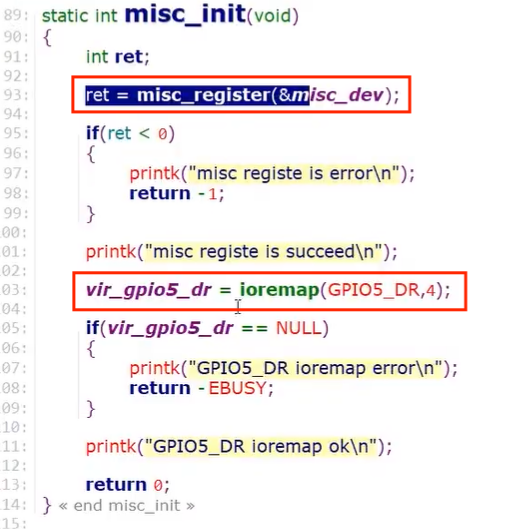 89: static int misc_init(void)
90: {
91: int ret;
92:
93: ret = misc_register(&misc_dev);
94:
95: if(ret < 0)
96: {
97: printk("misc registe is error\n");
98: return -1;
99: }
00:
01: printk("misc registe is succeed\n");
02:
03: vir_gpio5_dr = ioremap(GPIO5_DR,4);
04:
05: if(vir_gpio5_dr == NULL)
06: {
07: printk("GPIO5_DR ioremap error\n");
08: return -EBUSY;
09: }
10:
11: printk("GPIO5_DR ioremap ok\n");
12:
13: return 0;
14: } « end misc_init »
15: